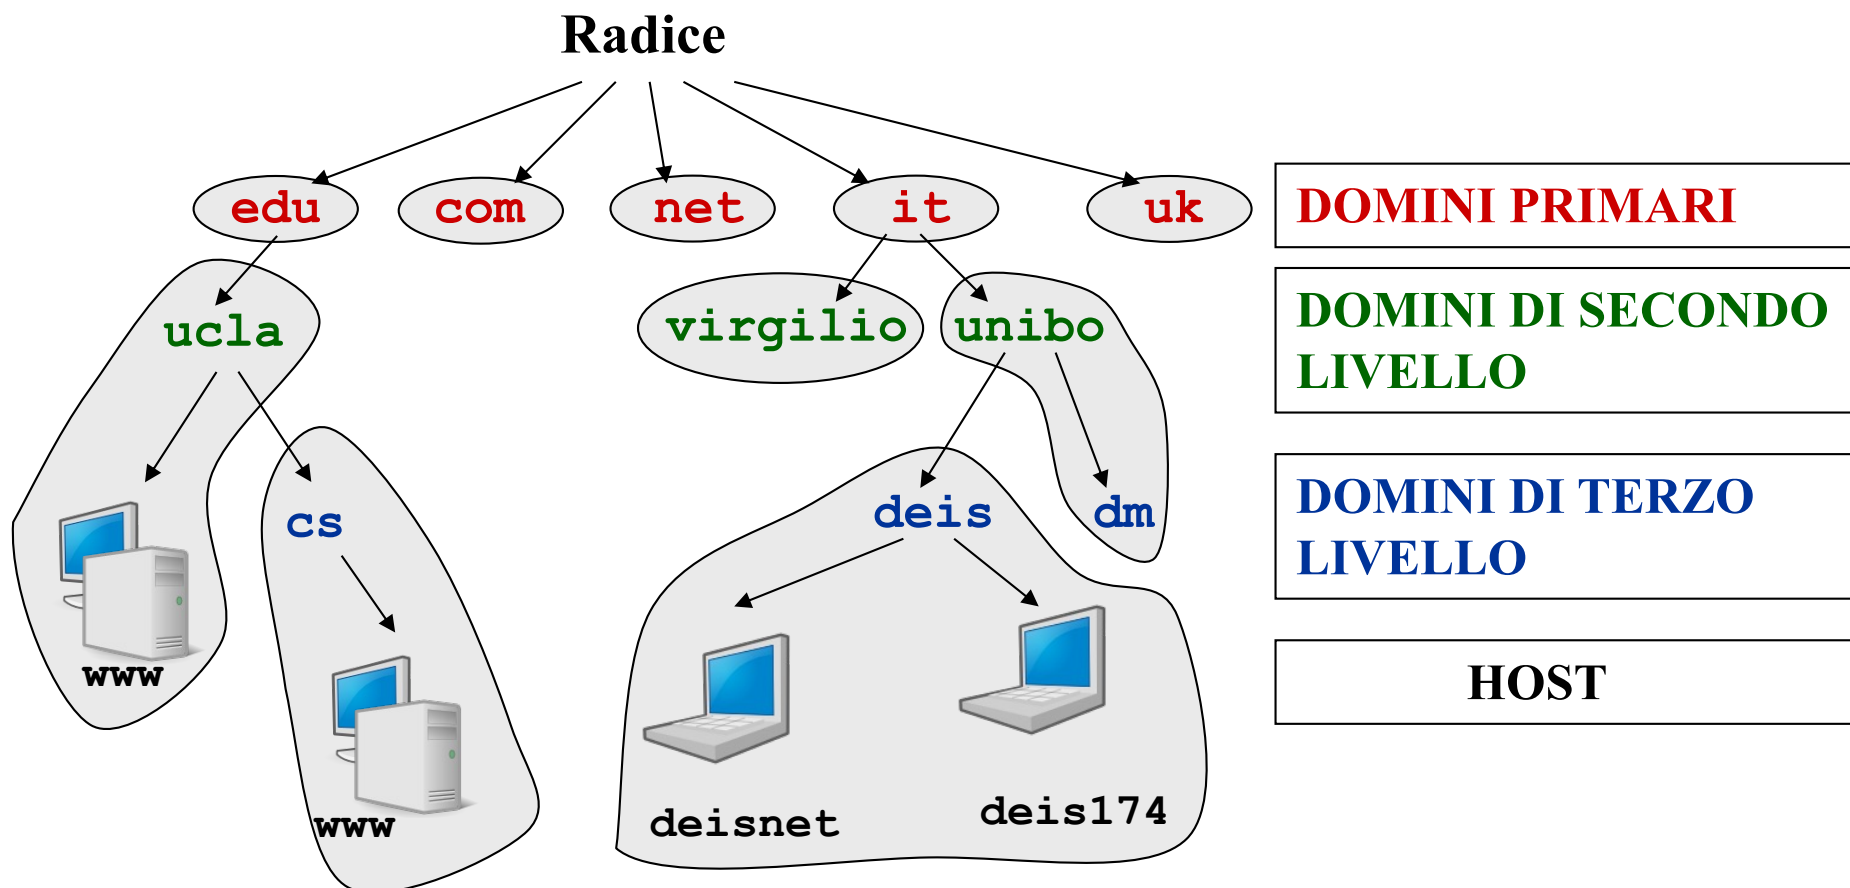 Radice
edu com net it uk
DOMINI PRIMARI
ucla virgilio unibo
DOMINI DI SECONDO
LIVELLO
cs deis dm
DOMINI DI TERZO
LIVELLO
www
www
deisnet
deis174
HOST